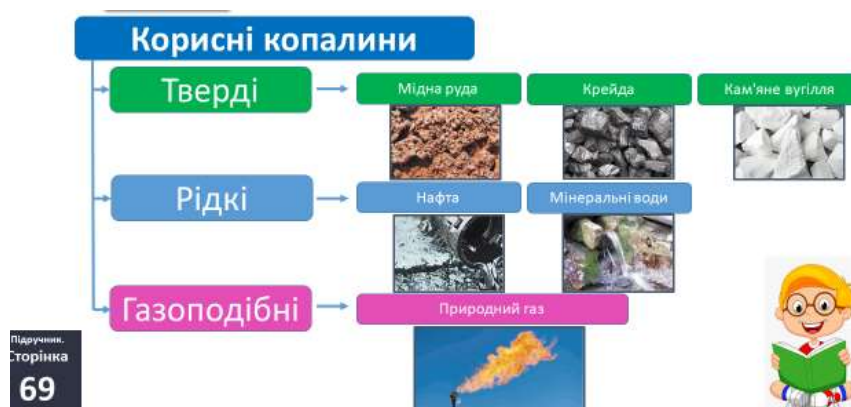 Корисні копалини
Тверді
Мідна руда
Крейда
Кам'яне вугілля
Рідкі
Нафта
Мінеральні води
Газоподібні
Природний газ
Підручник.
Сторінка
69